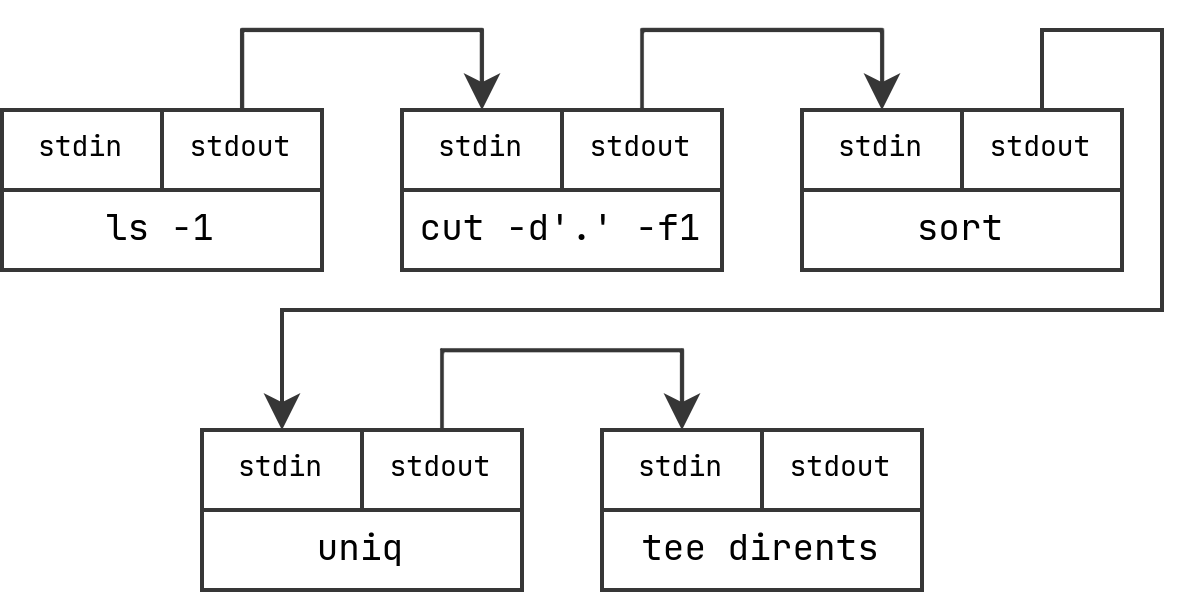 stdin stdout stdin stdout stdin stdout
ls -1 cut -d'.' -f1 sort
stdin stdout stdin stdout
uniq tee dirents